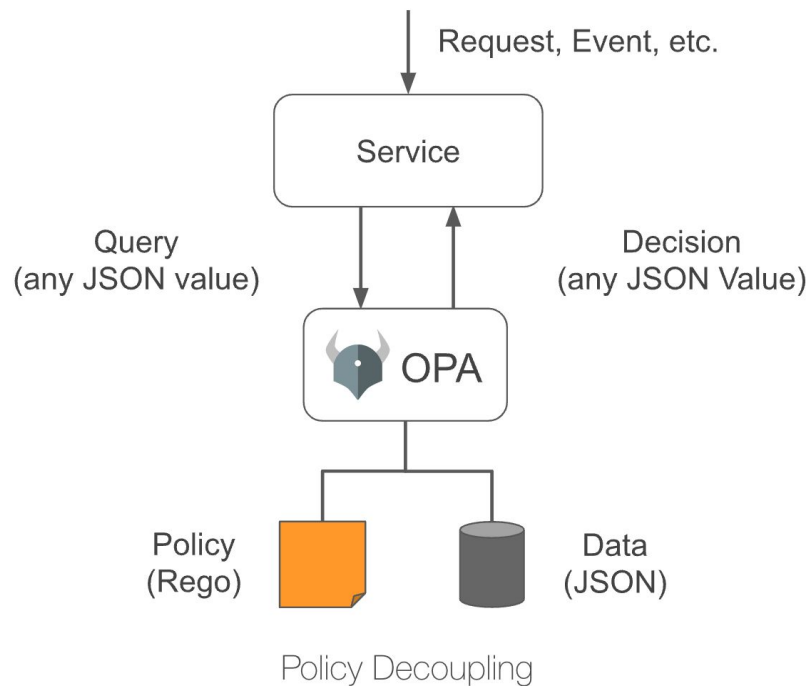 Request, Event, etc.
Service
Query
(any JSON value)
Decision
(any JSON Value)
OPA
Policy
(Rego)
Data
(JSON)
Policy Decoupling